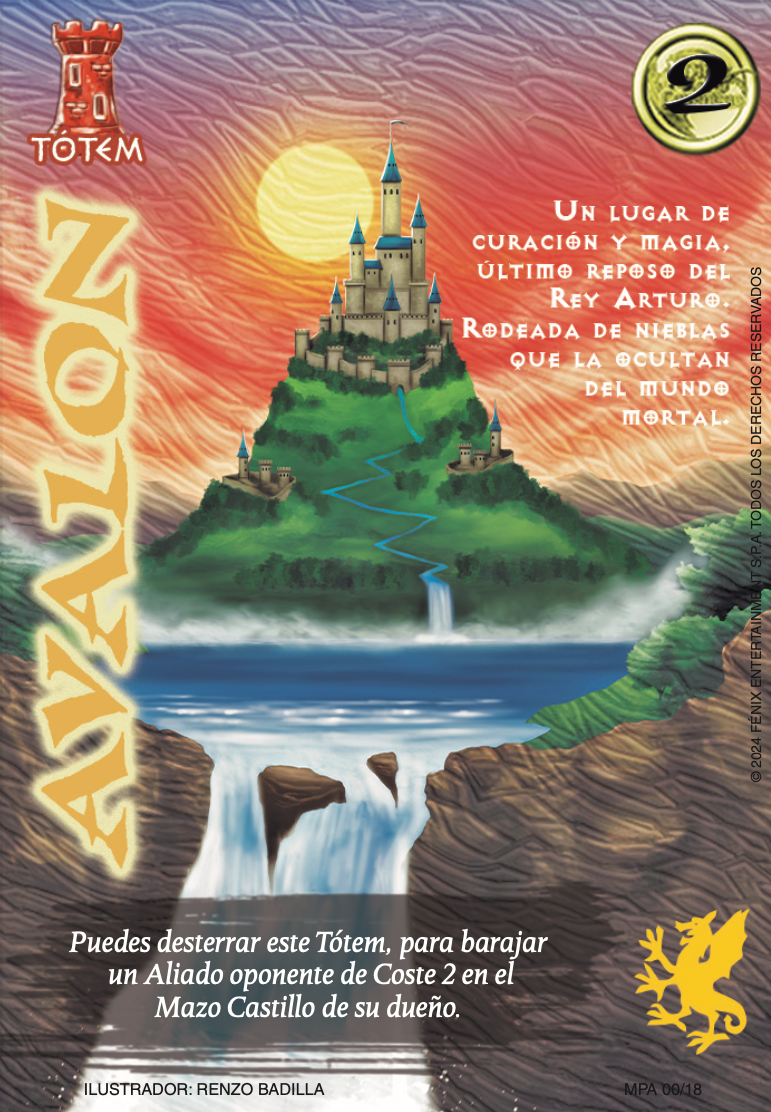 TÓTEM
2
AVALON
Un lugar de
curación y magia,
último reposo del
Rey Arturo.
Rodeada de nieblas
que la ocultan
del mundo
mortal.
© 2024 FÉNIX ENTERTAINMENT S.P.A. TODOS LOS DERECHOS RESERVADOS
Puedes desterrar este Tótem, para barajar
un Aliado oponente de Coste 2 en el
Mazo Castillo de su dueño.
ILUSTRADOR: RENZO BADILLA
MPA 00/18